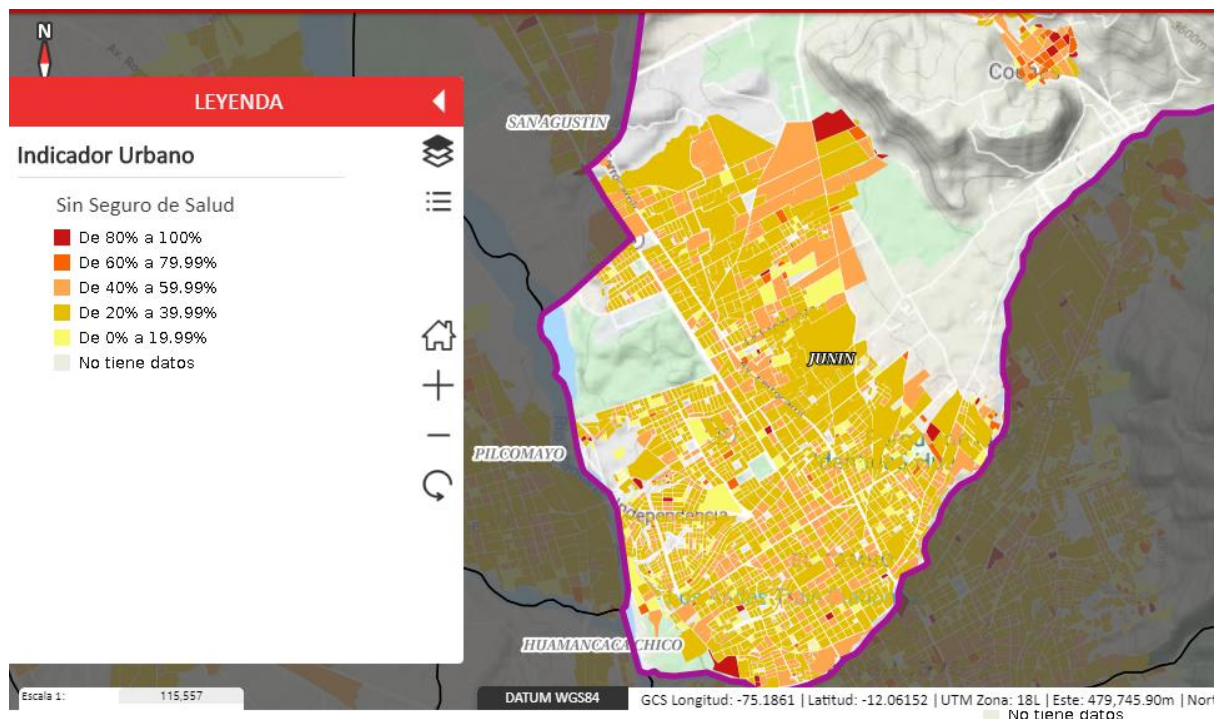 N
LEYENDA
Indicador Urbano
Sin Seguro de Salud
De 80% a 100%
De 60% a 79.99%
De 40% a 59.99%
De 20% a 39.99%
De 0% a 19.99%
No tiene datos
SAN AGUSTIN
3600m
JUNIN
PILCOMAYO
Independencia
HUAMANCACA CHICO
Escala 1: 115,557
DATUM WGS84
GCS Longitud: -75.1861 | Latitud: -12.06152 | UTM Zona: 18L | Este: 479,745.90m | Nort
No tiene datos